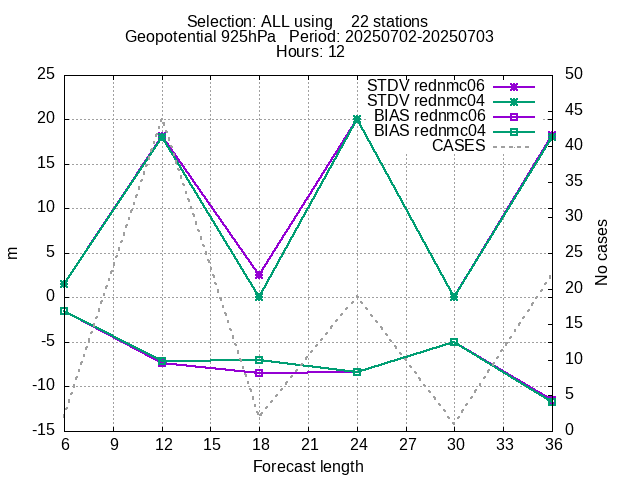 Selection: ALL using    22 stations
Geopotential 925hPa   Period: 20250702-20250703
Hours: 12
STDV rednmc06
STDV rednmc04
BIAS rednmc06
BIAS rednmc04
CASES
25
20
15
10
5
0
-5
-10
-15
m
50
45
40
35
30
25
20
15
10
5
0
No cases
6 9 12 15 18 21 24 27 30 33 36
Forecast length